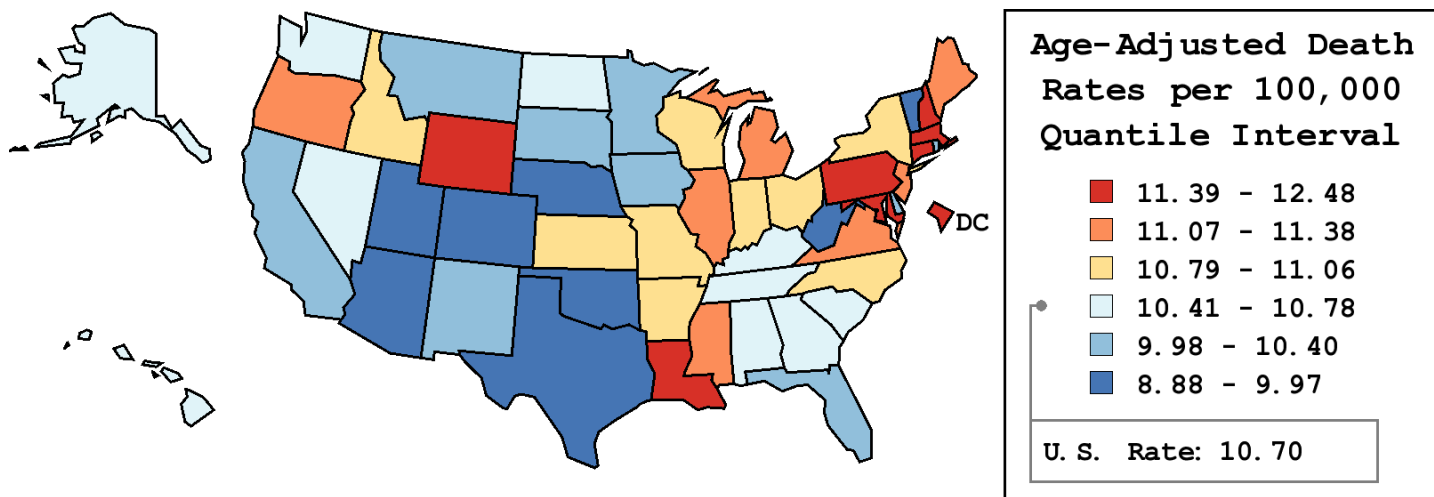 Age-Adjusted Death
Rates per 100,000
Quantile Interval
11.39 - 12.48
11.07 - 11.38
10.79 - 11.06
10.41 - 10.78
9.98 - 10.40
8.88 - 9.97
U.S. Rate: 10.70
DC